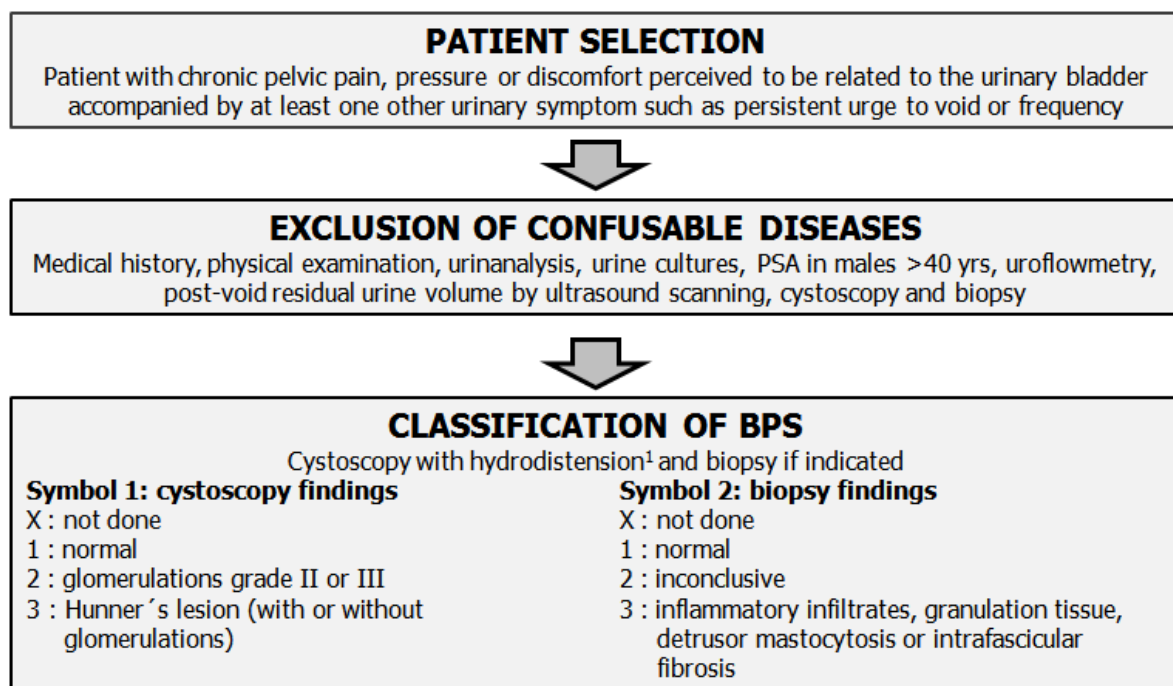 PATIENT SELECTION
Patient with chronic pelvic pain, pressure or discomfort perceived to be related to the urinary bladder
accompanied by at least one other urinary symptom such as persistent urge to void or frequency
EXCLUSION OF CONFUSABLE DISEASES
Medical history, physical examination, urinanalysis, urine cultures, PSA in males >40 yrs, uroflowmetry,
post-void residual urine volume by ultrasound scanning, cystoscopy and biopsy
CLASSIFICATION OF BPS
Cystoscopy with hydrodistension¹ and biopsy if indicated
Symbol 1: cystoscopy findings
X : not done
1 : normal
2 : glomerulations grade II or III
3 : Hunner´s lesion (with or without
glomerulations)
Symbol 2: biopsy findings
X : not done
1 : normal
2 : inconclusive
3 : inflammatory infiltrates, granulation tissue,
detrusor mastocytosis or intrafascicular
fibrosis